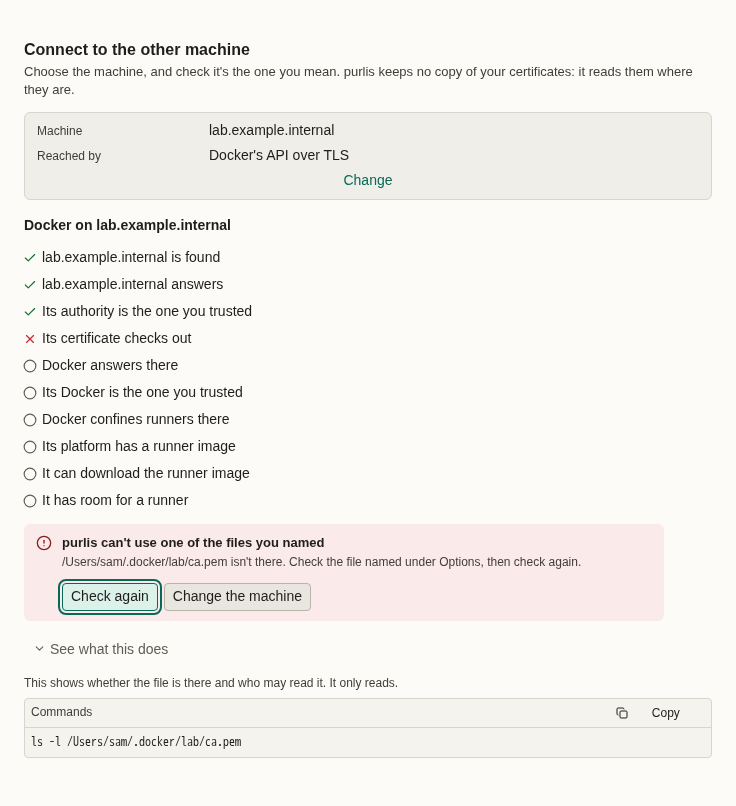 Connect to the other machine
Choose the machine, and check it's the one you mean. purlis keeps no copy of your certificates: it reads them where
they are.
Machine lab.example.internal
Reached by Docker's API over TLS
Change
Docker on lab.example.internal
lab.example.internal is found
lab.example.internal answers
Its authority is the one you trusted
Its certificate checks out
Docker answers there
Its Docker is the one you trusted
Docker confines runners there
Its platform has a runner image
It can download the runner image
It has room for a runner
purlis can't use one of the files you named
/Users/sam/.docker/lab/ca.pem isn't there. Check the file named under Options, then check again.
Check again Change the machine
See what this does
This shows whether the file is there and who may read it. It only reads.
Commands Copy
ls -l /Users/sam/.docker/lab/ca.pem